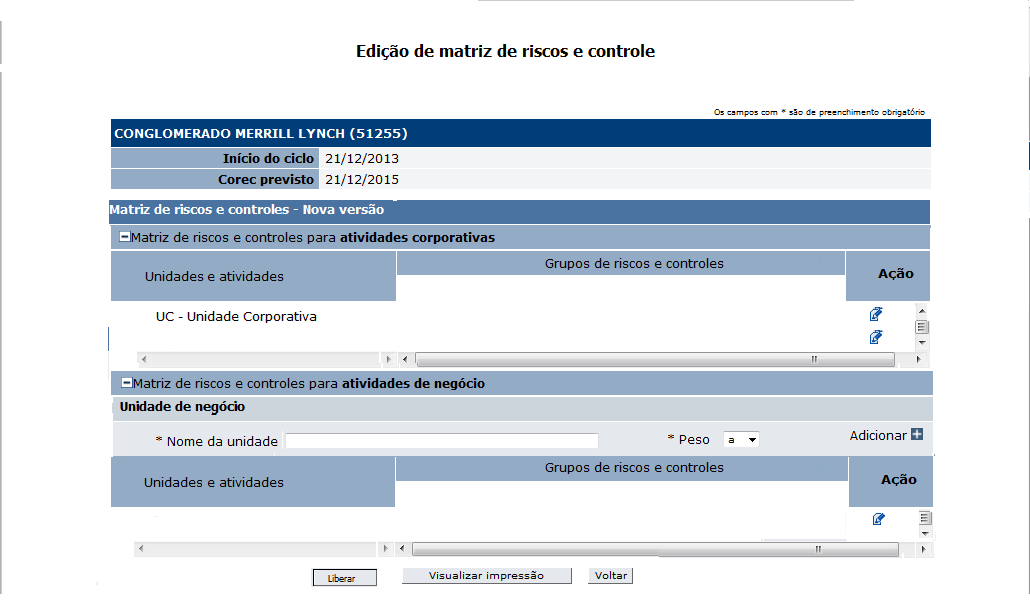 Edição de matriz de riscos e controle
Os campos com * são de preenchimento obrigatório
CONGLOMERADO MERRILL LYNCH (51255)
Início do ciclo 21/12/2013
Corec previsto 21/12/2015
Matriz de riscos e controles - Nova versão
Matriz de riscos e controles para atividades corporativas
Unidades e atividades Grupos de riscos e controles Ação
UC - Unidade Corporativa
Matriz de riscos e controles para atividades de negócio
Unidade de negócio
* Nome da unidade * Peso a Adicionar
Unidades e atividades Grupos de riscos e controles Ação
Liberar Visualizar impressão Voltar